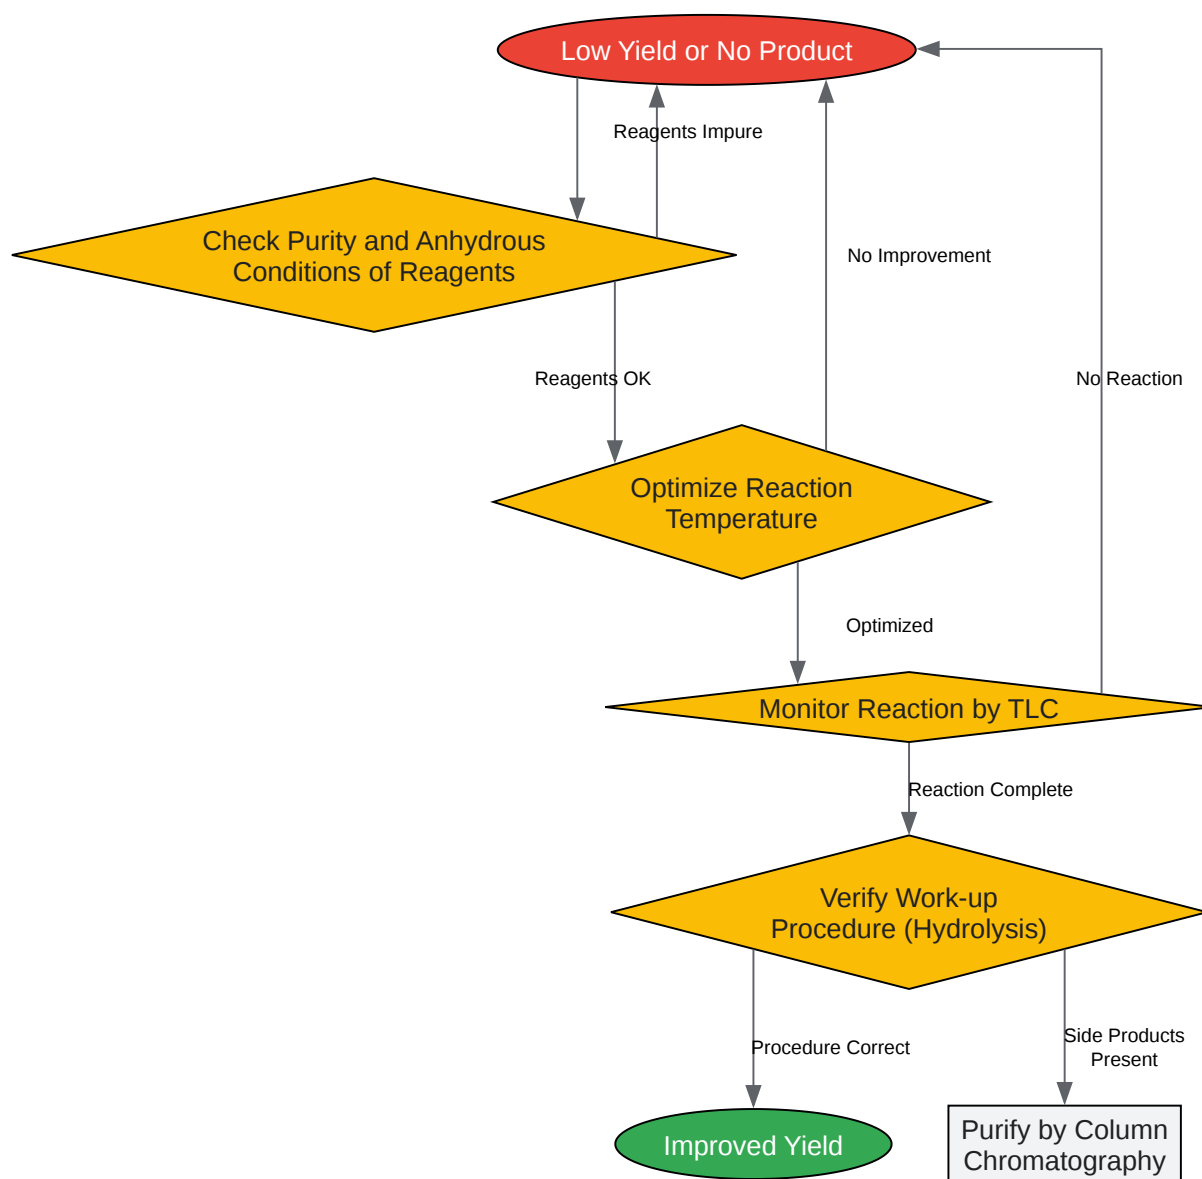 Low Yield or No Product
Reagents Impure
Check Purity and Anhydrous
Conditions of Reagents
No Improvement
Reagents OK
No Reaction
Optimize Reaction
Temperature
Optimized
Monitor Reaction by TLC
Reaction Complete
Verify Work-up
Procedure (Hydrolysis)
Procedure Correct
Side Products
Present
Improved Yield
Purify by Column
Chromatography